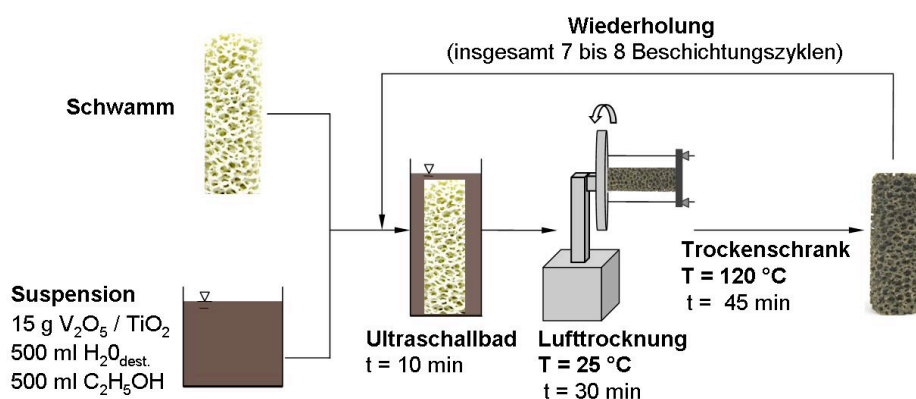 Wiederholung
(insgesamt 7 bis 8 Beschichtungszyklen)
Schwamm
Suspension
15 g V₂O₅ / TiO₂
500 ml H₂0dest.
500 ml C₂H₅OH
Ultraschallbad
t = 10 min
Lufttrocknung
T = 25 °C
t = 30 min
Trockenschrank
T = 120 °C
t = 45 min